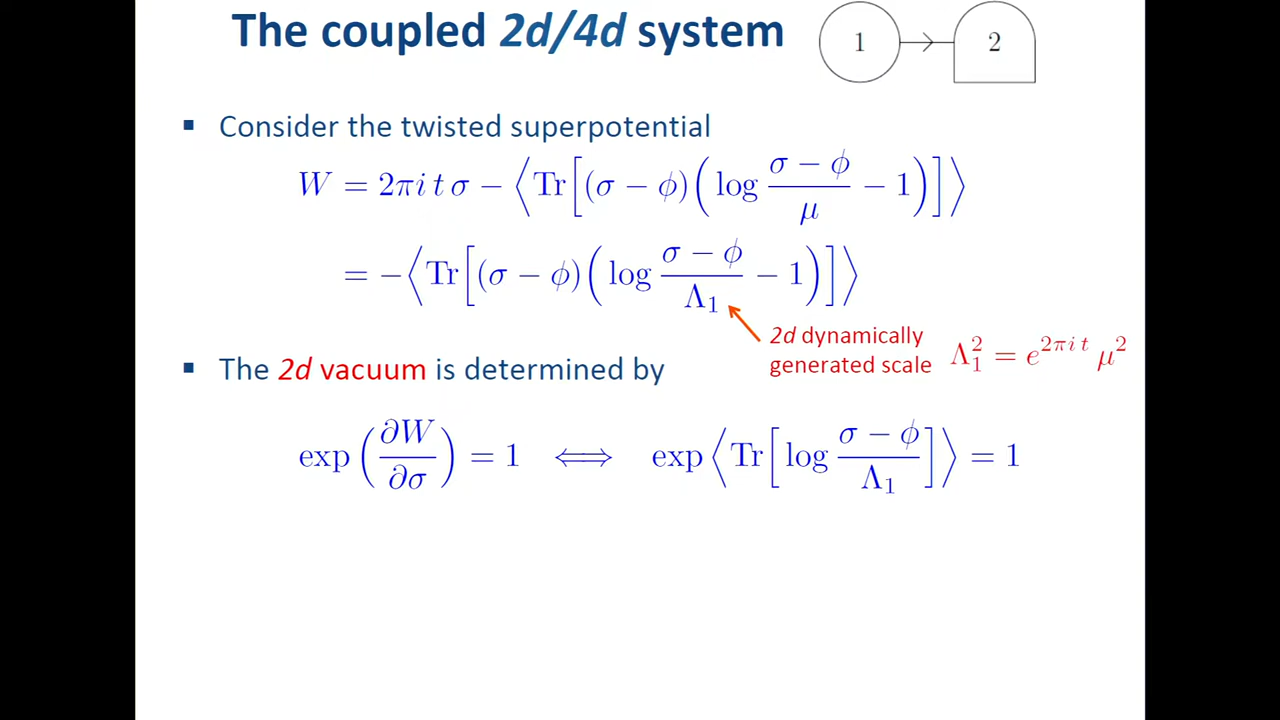 The coupled 2d/4d system
1 2
▪ Consider the twisted superpotential
W = 2πi t σ − ⟨Tr[(σ − ϕ)(log (σ − ϕ)/μ − 1)]⟩
= −⟨Tr[(σ − ϕ)(log (σ − ϕ)/Λ₁ − 1)]⟩
2d dynamically
generated scale Λ₁² = e^{2πi t} μ²
▪ The 2d vacuum is determined by
exp(∂W/∂σ) = 1 ⟺ exp⟨Tr[log (σ − ϕ)/Λ₁]⟩ = 1